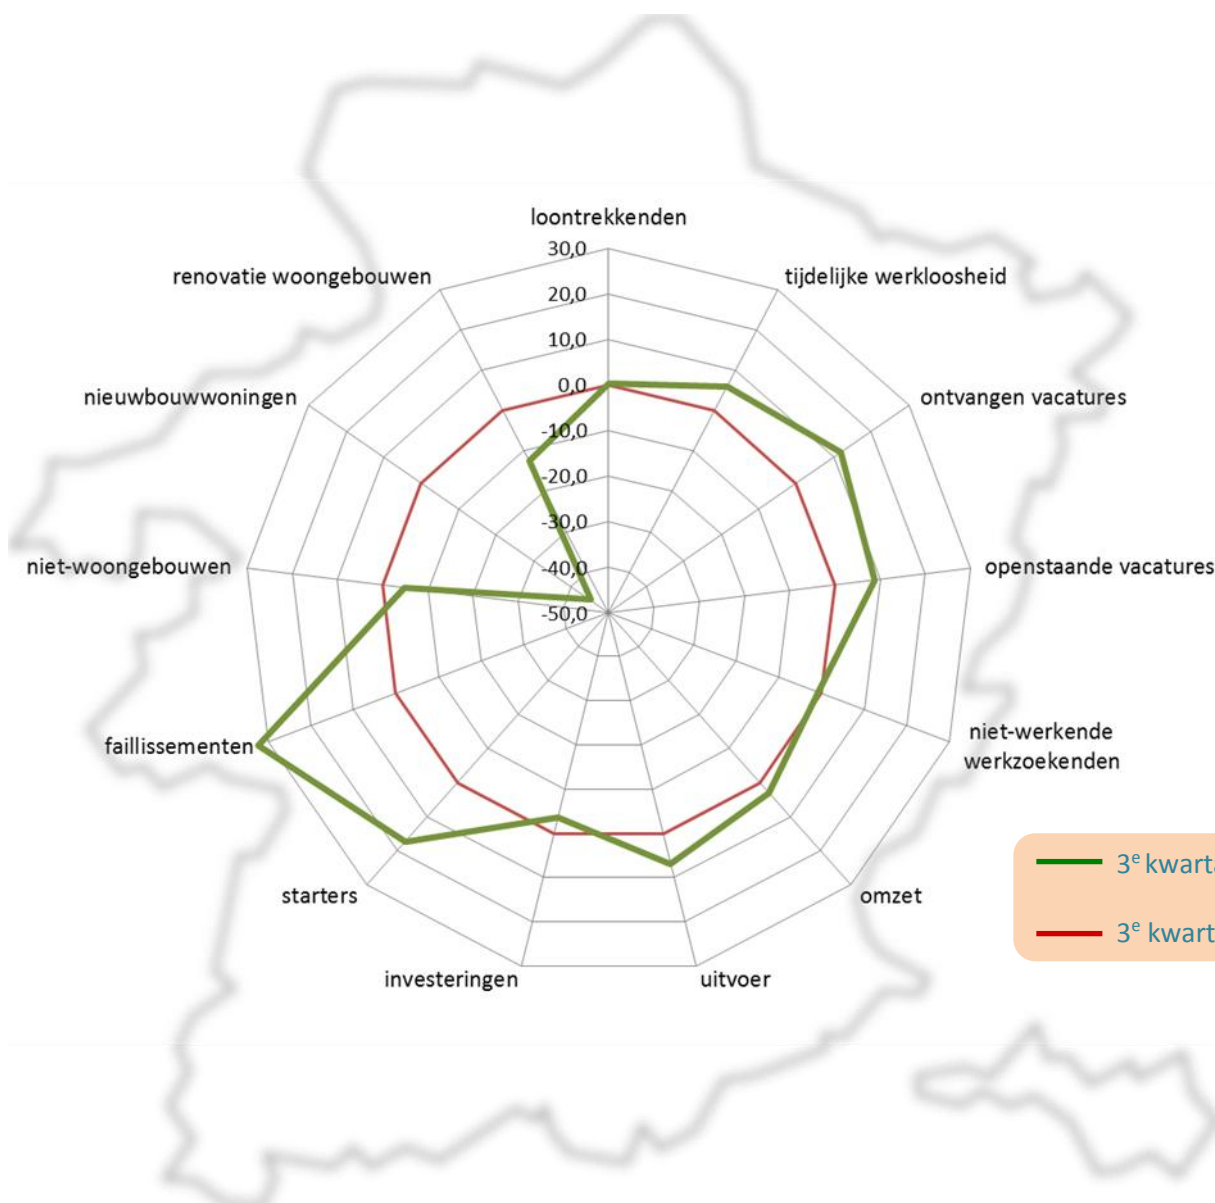 loontrekkenden
30,0
20,0
10,0
0,0
-10,0
-20,0
-30,0
-40,0
-50,0
tijdelijke werkloosheid
ontvangen vacatures
openstaande vacatures
niet-werkende
werkzoekenden
omzet
uitvoer
investeringen
starters
faillissementen
niet-woongebouwen
nieuwbouwwoningen
renovatie woongebouwen
3e
3e